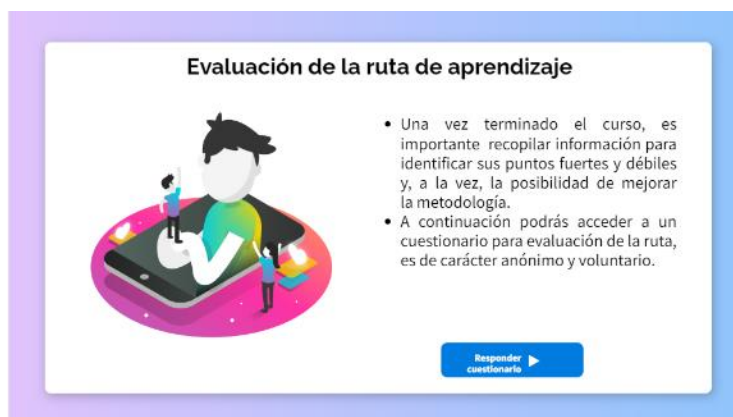 Evaluación de la ruta de aprendizaje
• Una vez terminado el curso, es
importante recopilar información para
identificar sus puntos fuertes y débiles
y, a la vez, la posibilidad de mejorar
la metodología.
• A continuación podrás acceder a un
cuestionario para evaluación de la ruta,
es de carácter anónimo y voluntario.
Responder
cuestionario